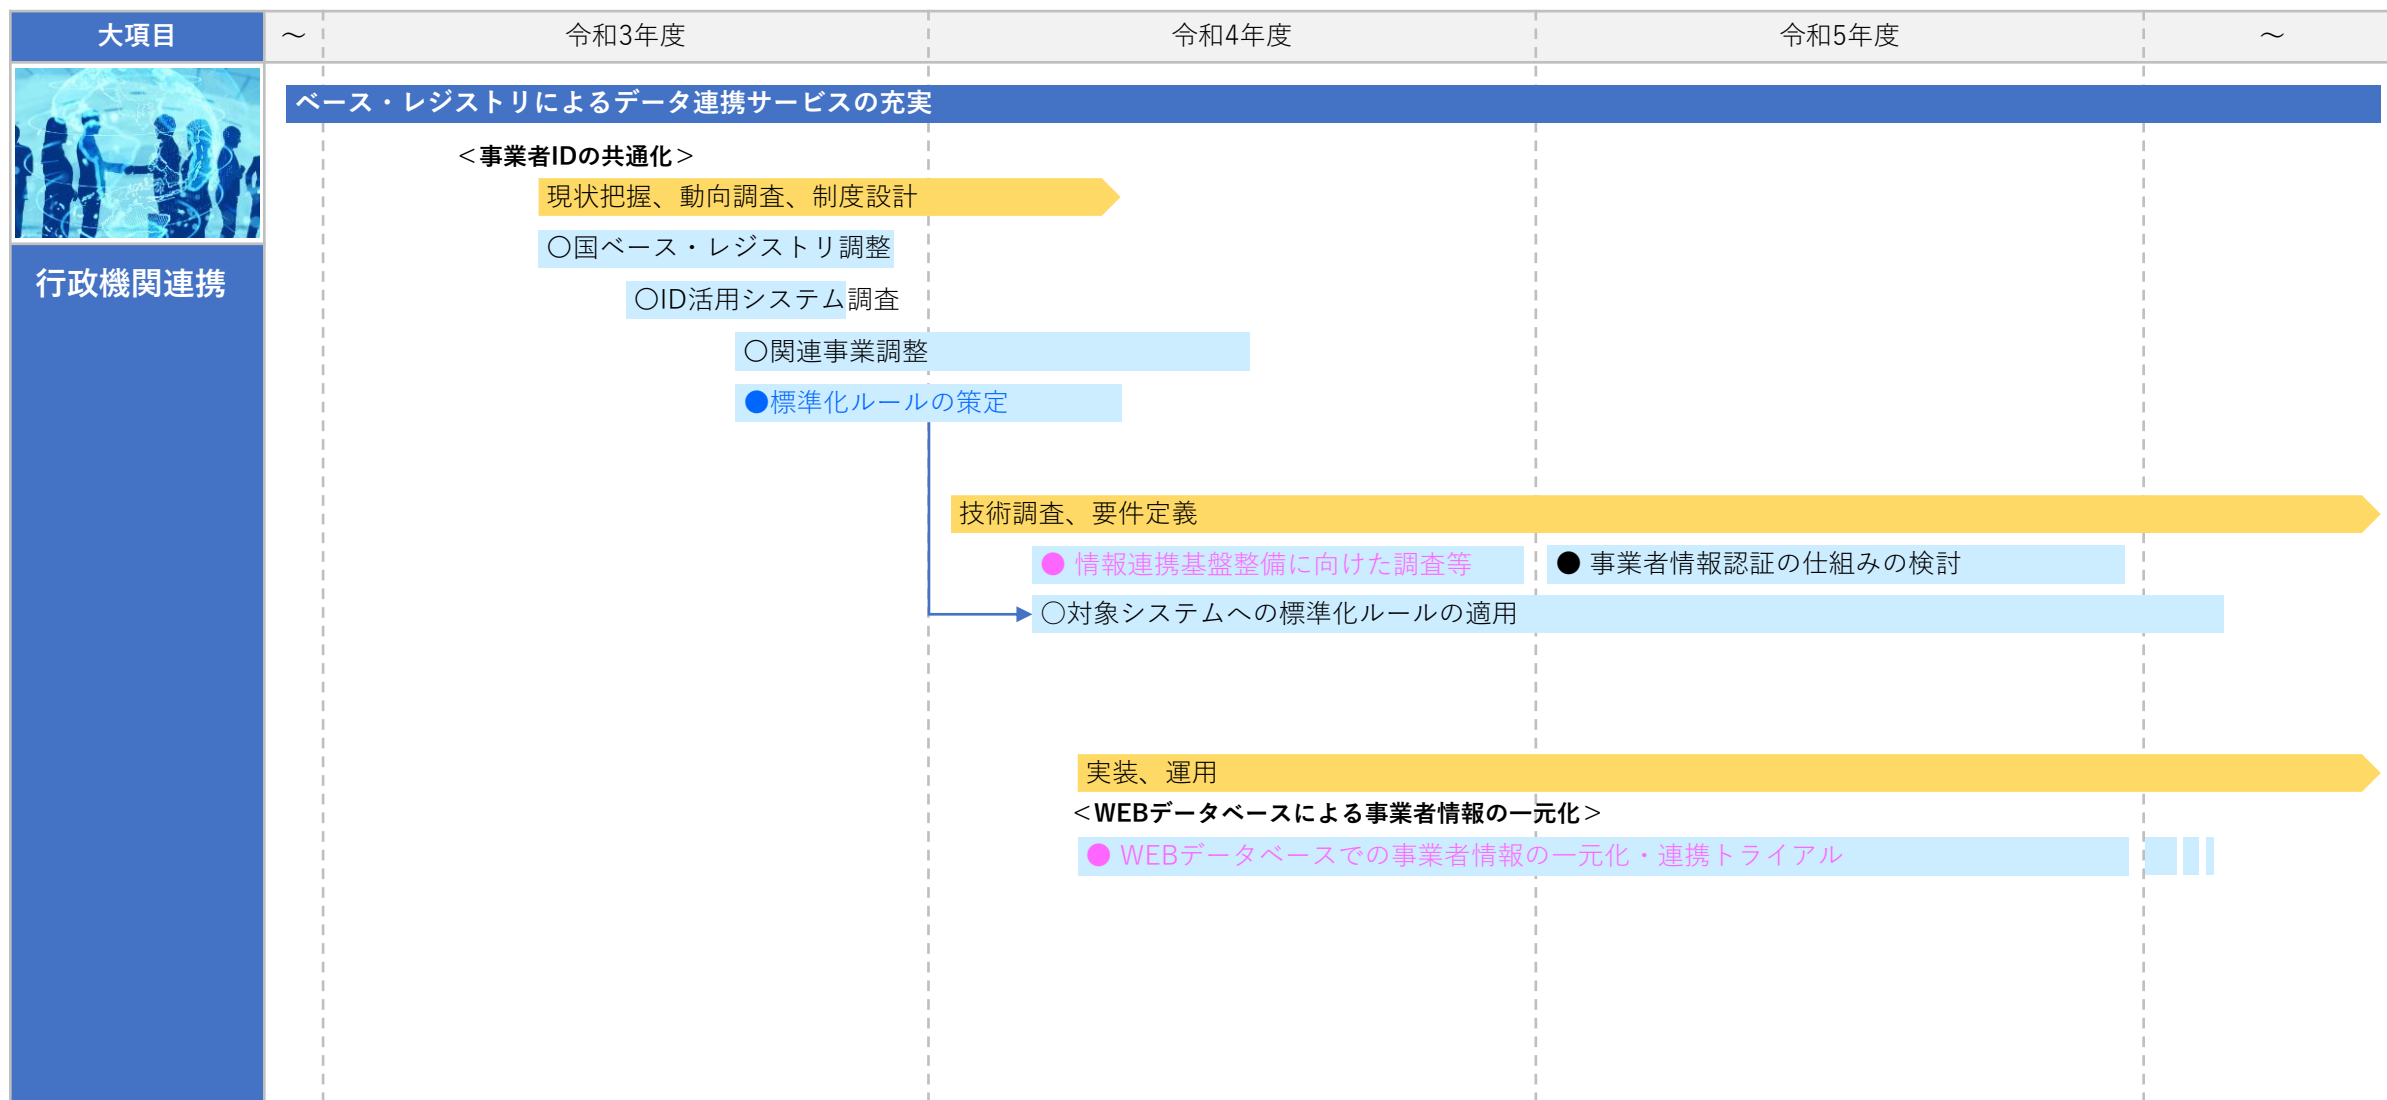 大項目
～
令和3年度
令和4年度
令和5年度
～
行政機関連携
ベース・レジストリによるデータ連携サービスの充実
＜事業者IDの共通化＞
現状把握、動向調査、制度設計
〇国ベース・レジストリ調整
〇ID活用システム調査
〇関連事業調整
●標準化ルールの策定
技術調査、要件定義
● 情報連携基盤整備に向けた調査等
● 事業者情報認証の仕組みの検討
〇対象システムへの標準化ルールの適用
実装、運用
＜WEBデータベースによる事業者情報の一元化＞
● WEBデータベースでの事業者情報の一元化・連携トライアル